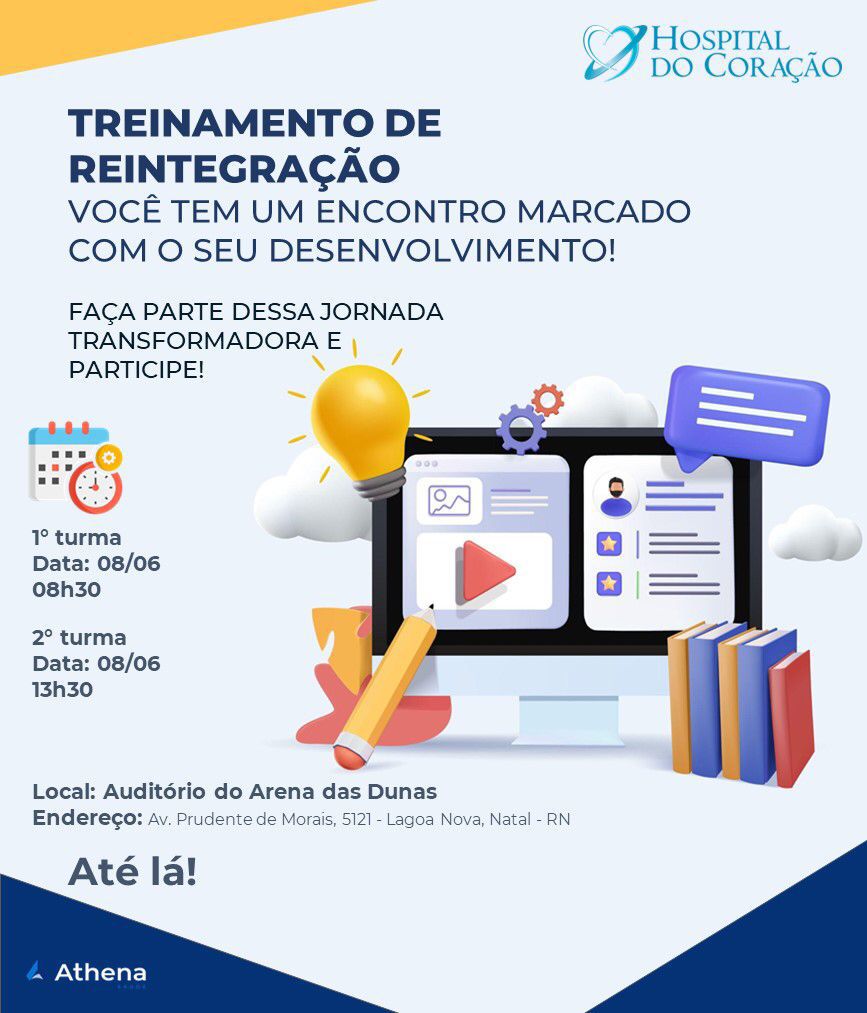 HOSPITAL
DO CORAÇÃO
TREINAMENTO DE
REINTEGRAÇÃO
VOCÊ TEM UM ENCONTRO MARCADO
COM O SEU DESENVOLVIMENTO!
FAÇA PARTE DESSA JORNADA
TRANSFORMADORA E
PARTICIPE!
1° turma
Data: 08/06
08h30
2° turma
Data: 08/06
13h30
Local: Auditório do Arena das Dunas
Endereço: Av. Prudente de Morais, 5121 - Lagoa Nova, Natal - RN
Até lá!
Athena